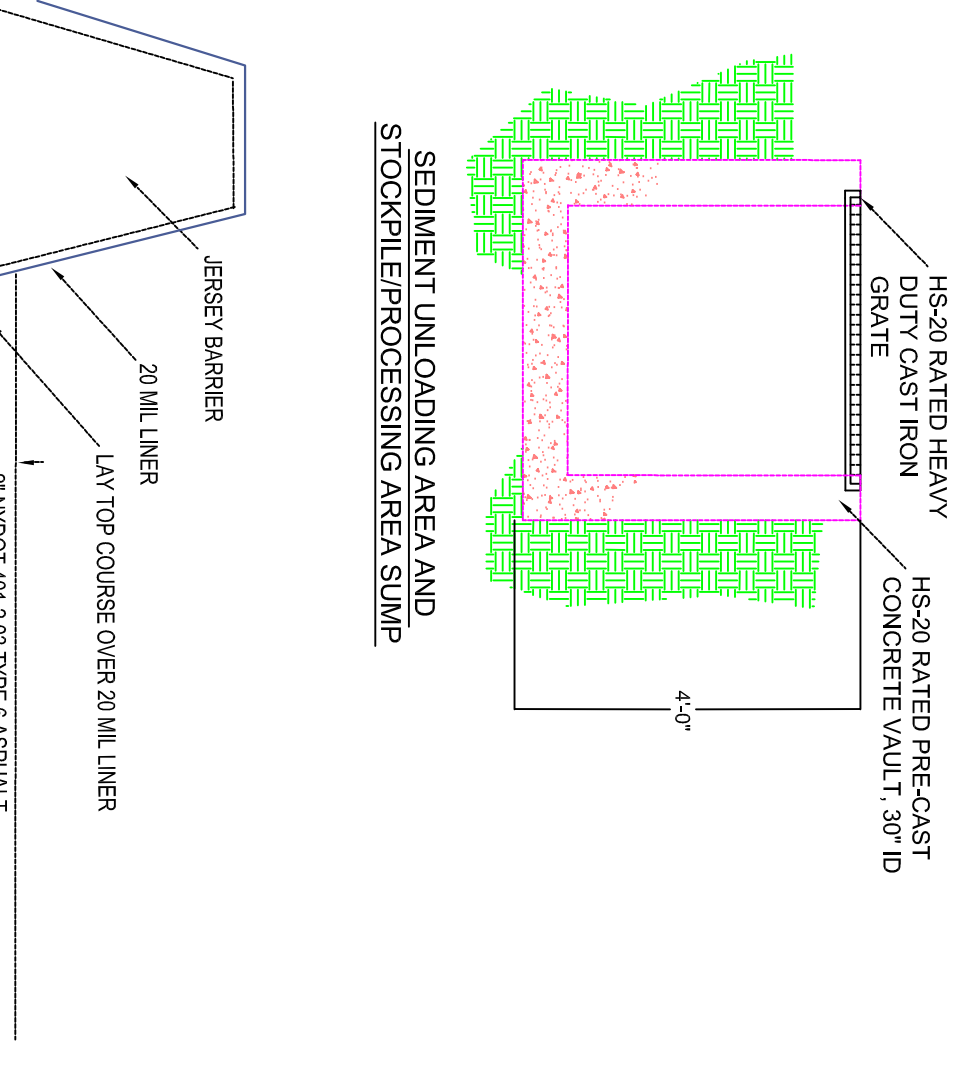 HS-20 RATED HEAVY
DUTY CAST IRON
GRATE
HS-20 RATED PRE-CAST
CONCRETE VAULT, 30" ID
4'-0"
SEDIMENT UNLOADING AREA AND
STOCKPILE/PROCESSING AREA SUMP
JERSEY BARRIER
20 MIL LINER
LAY TOP COURSE OVER 20 MIL LINER